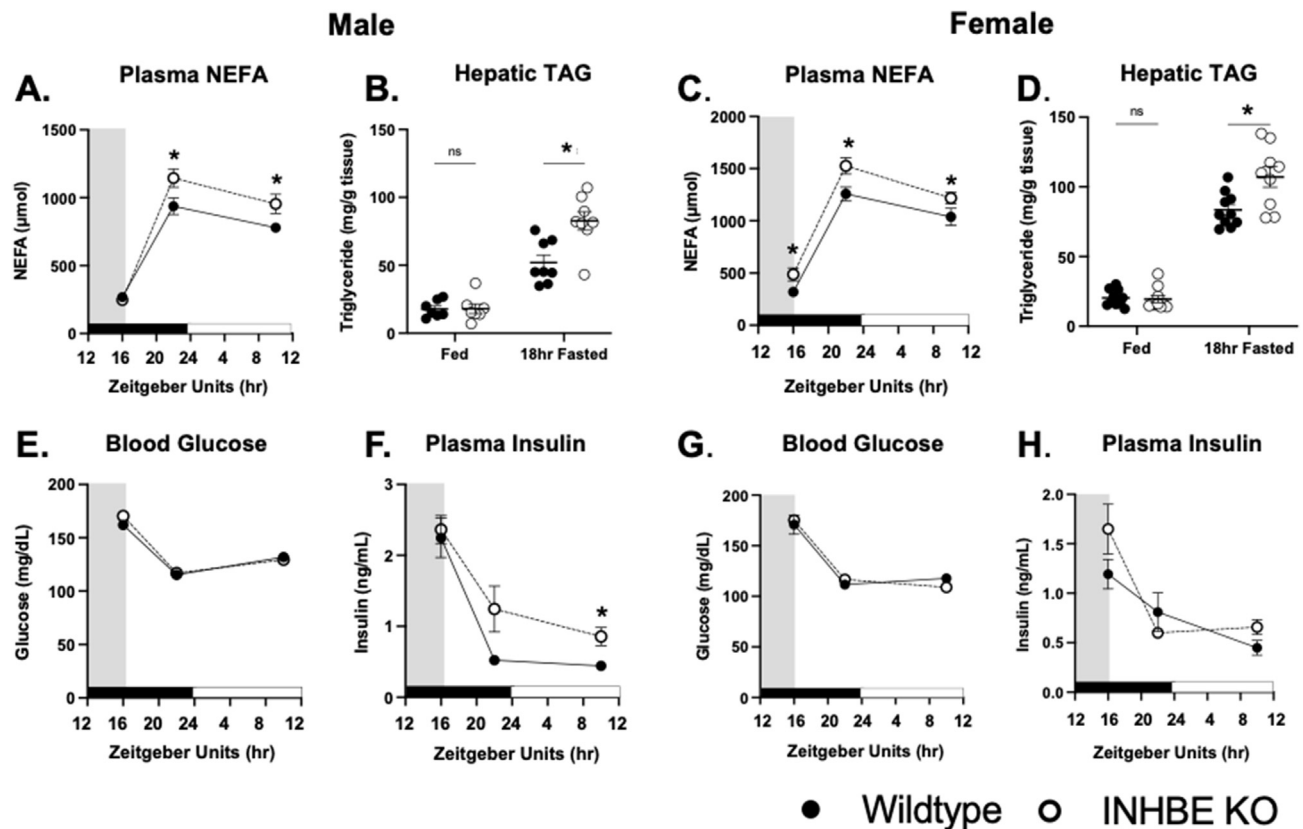 Male
Female
A.
Plasma NEFA
B.
Hepatic TAG
C.
Plasma NEFA
D.
Hepatic TAG
NEFA (µmol)
1500
1000
500
0
*
*
12 16 20 24 4 8 12
Zeitgeber Units (hr)
Triglyceride (mg/g tissue)
150
100
50
0
ns
*
Fed
18hr Fasted
NEFA (µmol)
2000
1500
1000
500
0
*
*
*
12 16 20 24 4 8 12
Zeitgeber Units (hr)
Triglyceride (mg/g tissue)
150
100
50
0
ns
*
Fed
18hr Fasted
E.
Blood Glucose
F.
Plasma Insulin
G.
Blood Glucose
H.
Plasma Insulin
Glucose (mg/dL)
200
150
100
50
0
12 16 20 24 4 8 12
Zeitgeber Units (hr)
Insulin (ng/mL)
3
2
1
0
*
12 16 20 24 4 8 12
Zeitgeber Units (hr)
Glucose (mg/dL)
200
150
100
50
0
12 16 20 24 4 8 12
Zeitgeber Units (hr)
Insulin (ng/mL)
2.0
1.5
1.0
0.5
0.0
12 16 20 24 4 8 12
Zeitgeber Units (hr)
Wildtype
INHBE KO